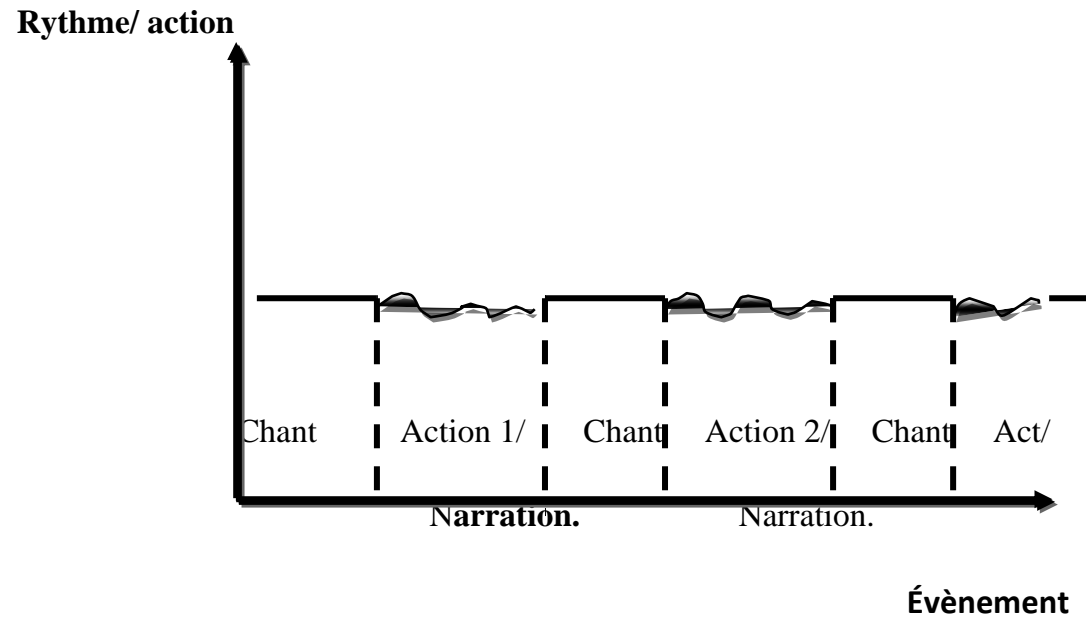 Rythme/ action
Chant Action 1/ Chant Action 2/ Chant Act/
Narration. Narration.
Évènement